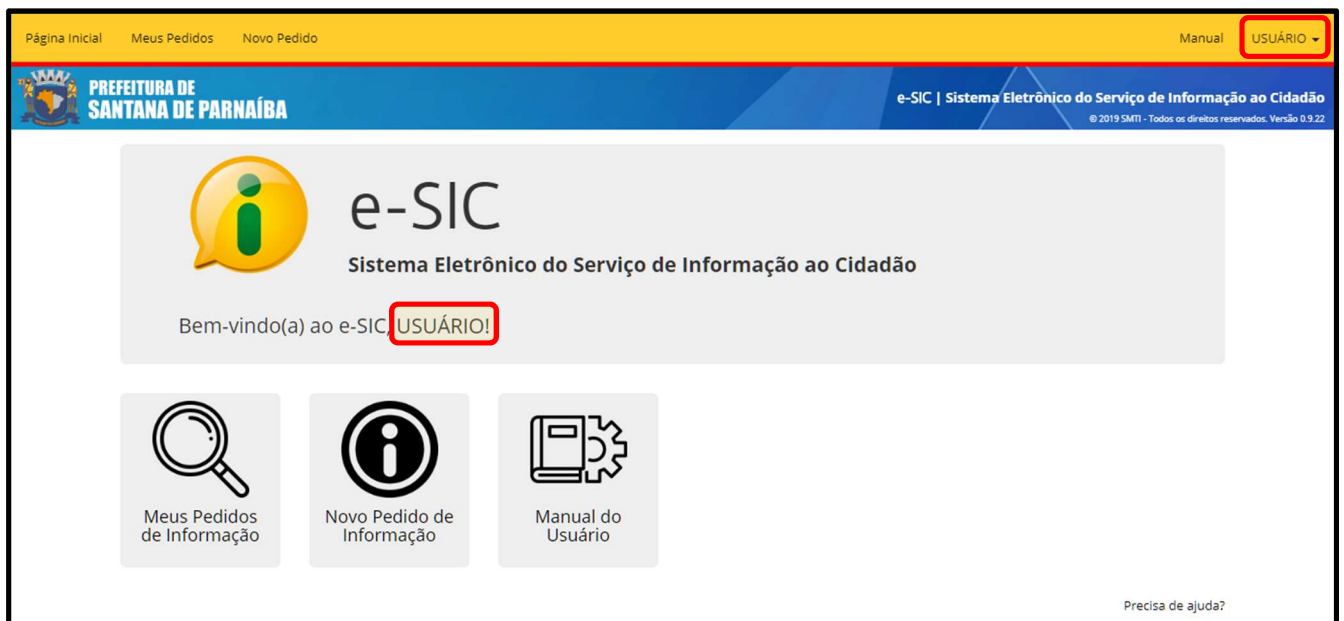 Página Inicial Meus Pedidos Novo Pedido Manual USUÁRIO
PREFEITURA DE
SANTANA DE PARNAÍBA
e-SIC | Sistema Eletrônico do Serviço de Informação ao Cidadão
© 2019 SMTI - Todos os direitos reservados. Versão 0.9.22
e-SIC
Sistema Eletrônico do Serviço de Informação ao Cidadão
Bem-vindo(a) ao e-SIC, USUÁRIO!
Meus Pedidos
de Informação
Novo Pedido de
Informação
Manual do
Usuário
Precisa de ajuda?